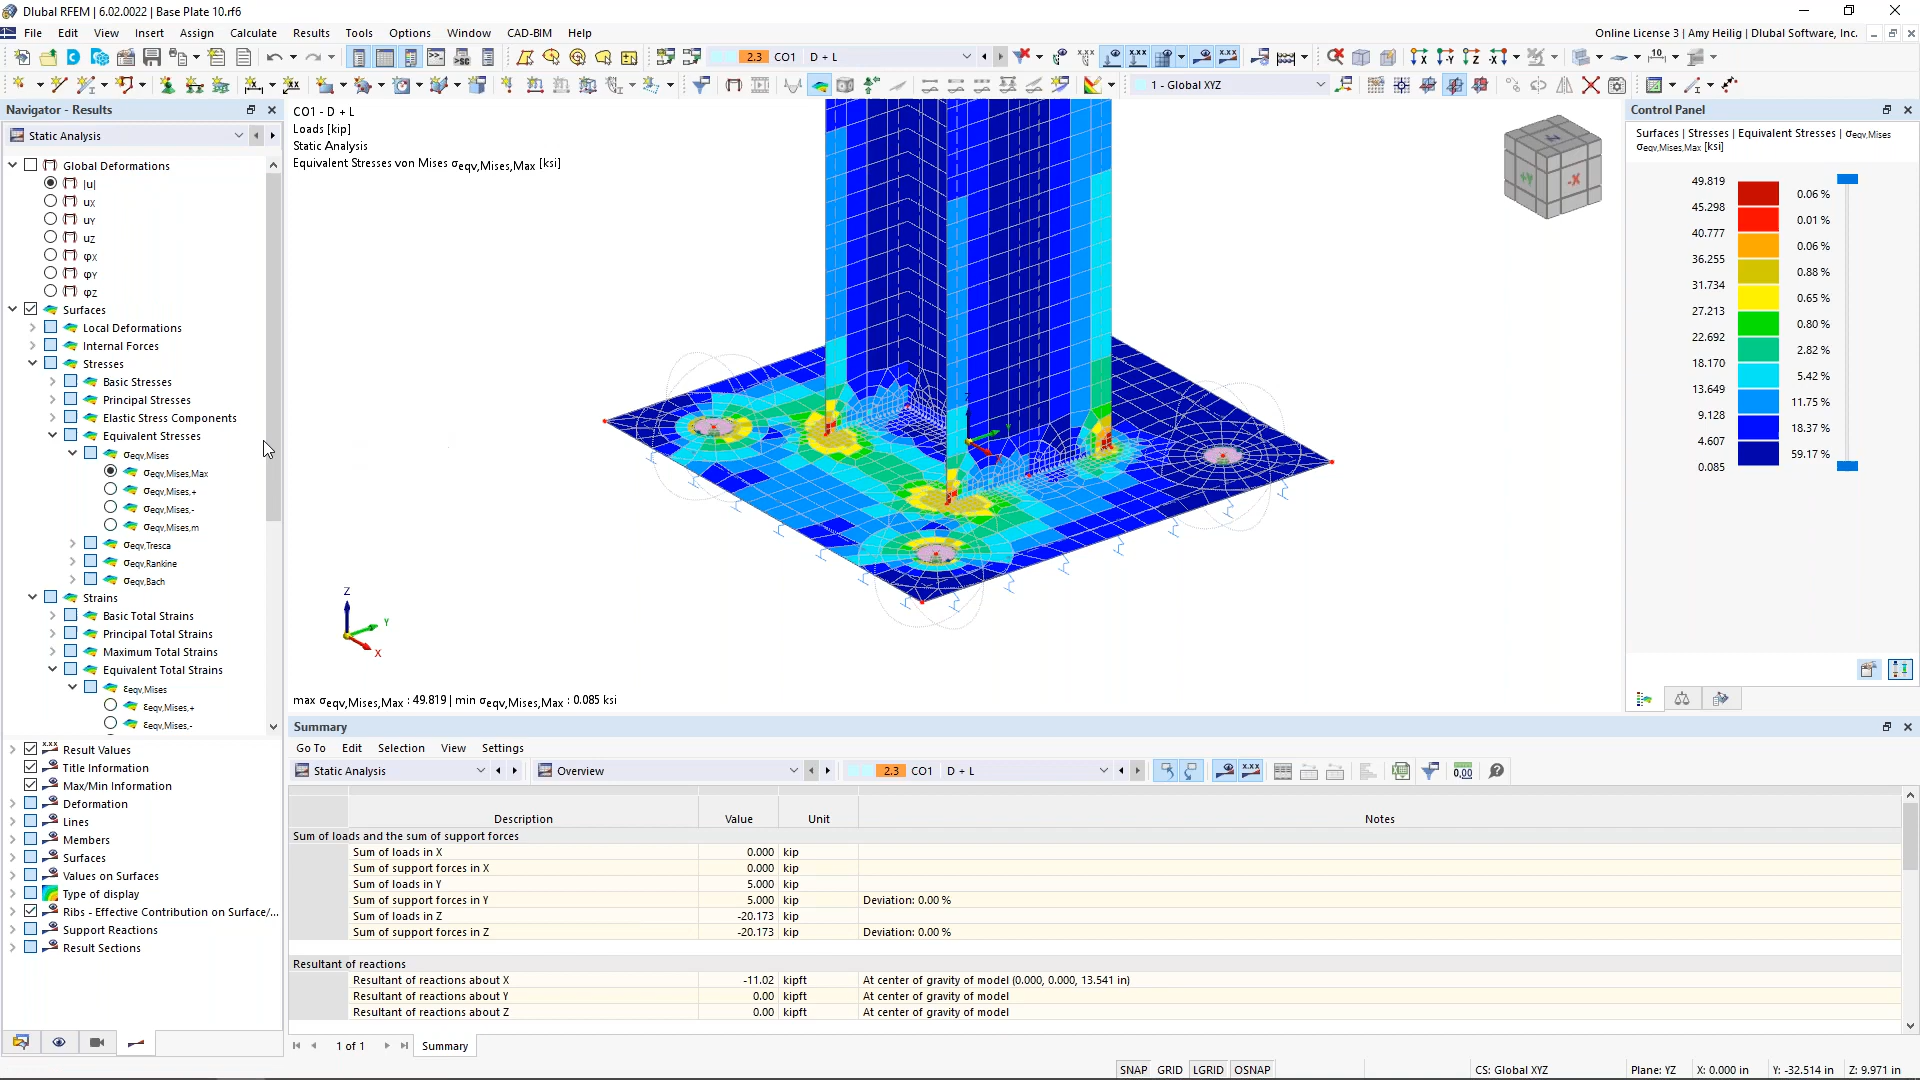 Dlubal RFEM | 6.02.0022 | Base Plate 10.rf6
File Edit View Insert Assign Calculate Results Tools Options Window CAD-BIM Help
Online License 3 | Amy Heilig | Dlubal Software, Inc.
2.3 CO1 D + L
1 - Global XYZ
Navigator - Results
Static Analysis
Global Deformations
|u|
uX
uY
uZ
φX
φY
φZ
Surfaces
Local Deformations
Internal Forces
Stresses
Basic Stresses
Principal Stresses
Elastic Stress Components
Equivalent Stresses
σeqv,Mises
σeqv,Mises,Max
σeqv,Mises,+
σeqv,Mises,-
σeqv,Mises,m
σeqv,Tresca
σeqv,Rankine
σeqv,Bach
Strains
Basic Total Strains
Principal Total Strains
Maximum Total Strains
Equivalent Total Strains
εeqv,Mises
εeqv,Mises,+
εeqv,Mises,-
Result Values
Title Information
Max/Min Information
Deformation
Lines
Members
Surfaces
Values on Surfaces
Type of display
Ribs - Effective Contribution on Surface/...
Support Reactions
Result Sections
CO1 - D + L
Loads [kip]
Static Analysis
Equivalent Stresses von Mises σeqv,Mises,Max [ksi]
+Y
-X
Z
Y
X
max σeqv,Mises,Max : 49.819 | min σeqv,Mises,Max : 0.085 ksi
Control Panel
Surfaces | Stresses | Equivalent Stresses | σeqv,Mises
σeqv,Mises,Max [ksi]
49.819
0.06 %
45.298
0.01 %
40.777
0.06 %
36.255
0.88 %
31.734
0.65 %
27.213
0.80 %
22.692
2.82 %
18.170
5.42 %
13.649
11.75 %
9.128
18.37 %
4.607
59.17 %
0.085
Summary
Go To Edit Selection View Settings
Static Analysis Overview 2.3 CO1 D + L
Description Value Unit Notes
Sum of loads and the sum of support forces
Sum of loads in X 0.000 kip
Sum of support forces in X 0.000 kip
Sum of loads in Y 5.000 kip
Sum of support forces in Y 5.000 kip Deviation: 0.00 %
Sum of loads in Z -20.173 kip
Sum of support forces in Z -20.173 kip Deviation: 0.00 %
Resultant of reactions
Resultant of reactions about X -11.02 kipft At center of gravity of model (0.000, 0.000, 13.541 in)
Resultant of reactions about Y 0.00 kipft At center of gravity of model
Resultant of reactions about Z 0.00 kipft At center of gravity of model
1 of 1 Summary
SNAP GRID LGRID OSNAP CS: Global XYZ Plane: YZ X: 0.000 in Y: -32.514 in Z: 9.971 in